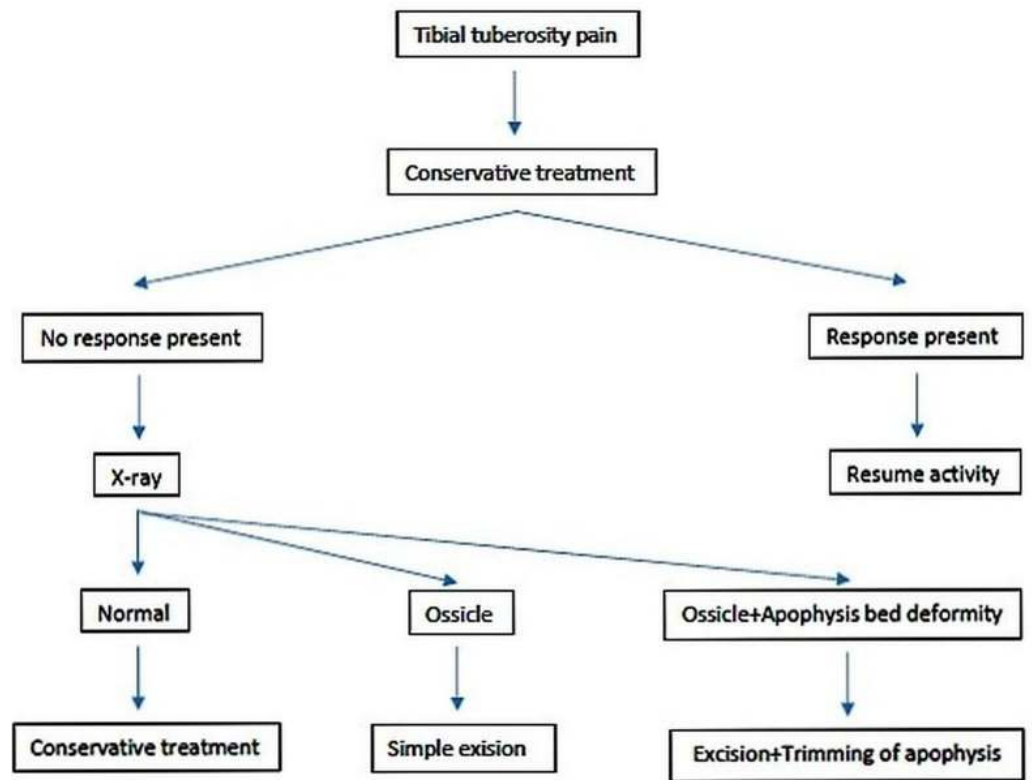 Tibial tuberosity pain
Conservative treatment
No response present
Response present
X-ray
Resume activity
Normal
Ossicle
Ossicle+Apophysis bed deformity
Conservative treatment
Simple exision
Excision+Trimming of apophysis